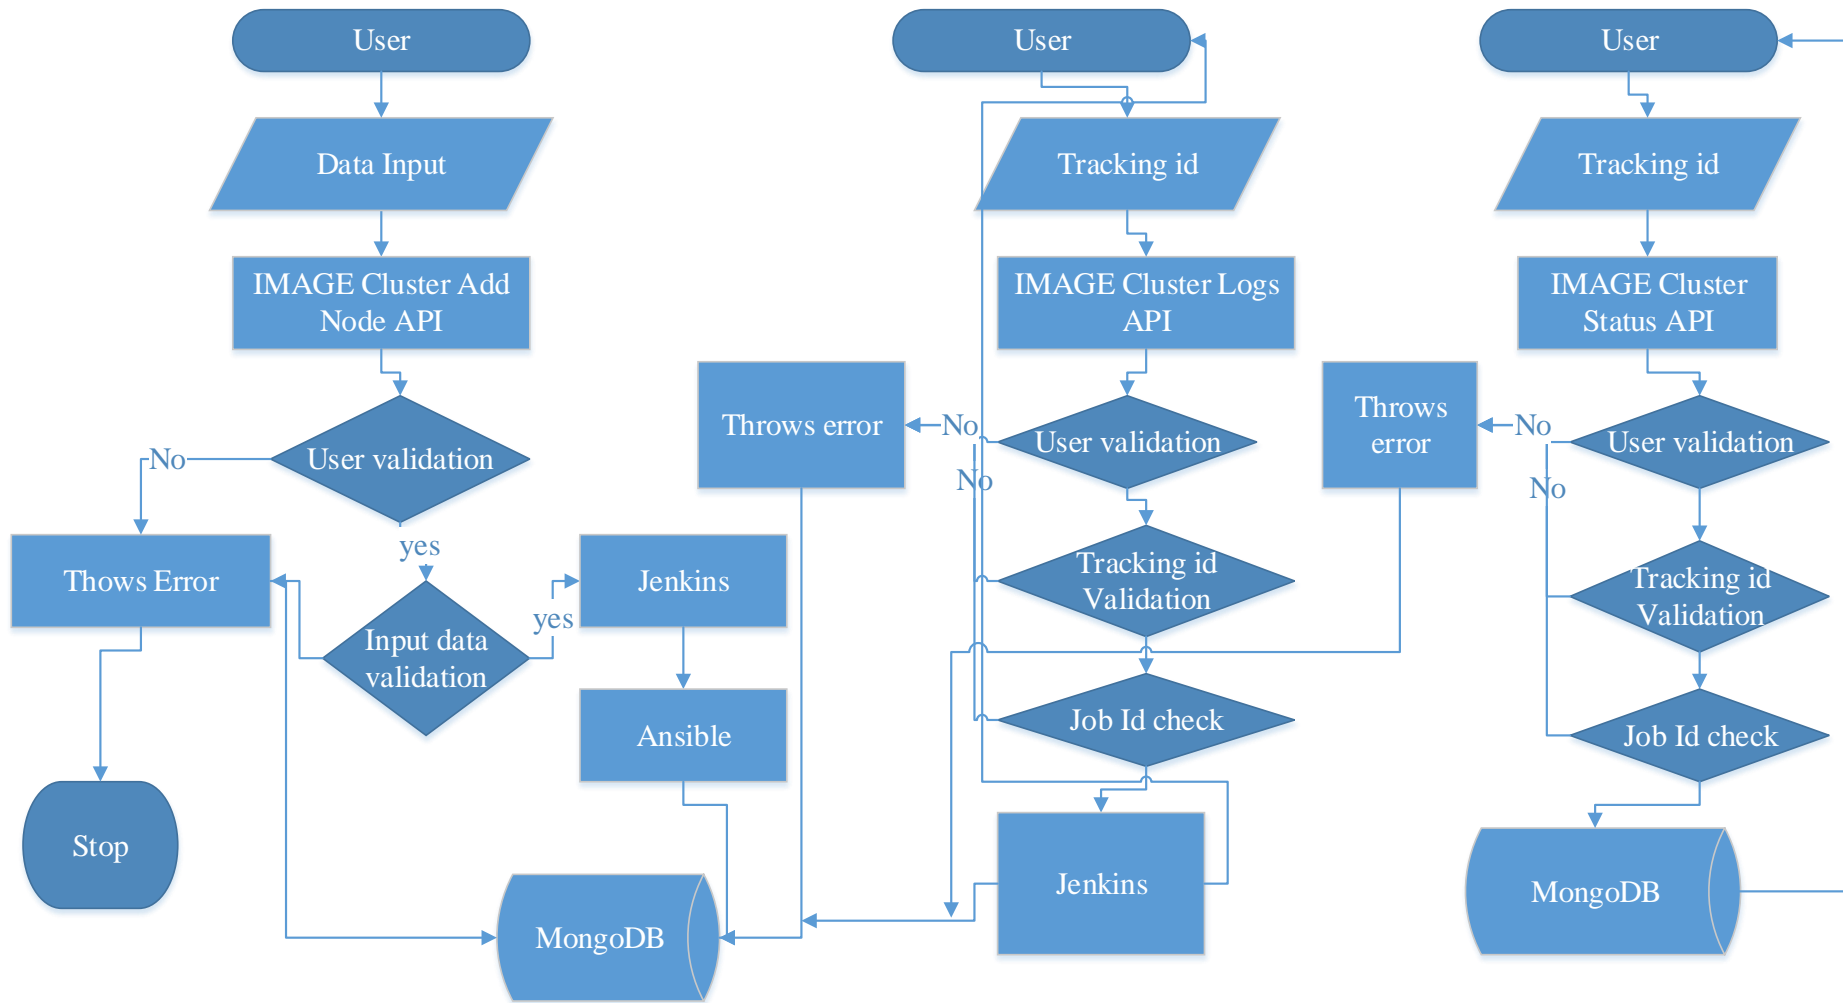 User
Data Input
IMAGE Cluster Add
Node API
User validation
No
yes
Thows Error
Input data
validation
yes
Jenkins
Ansible
Stop
MongoDB
User
Tracking id
IMAGE Cluster Logs
API
Throws error
No
User validation
No
Tracking id
Validation
Job Id check
Jenkins
User
Tracking id
IMAGE Cluster
Status API
Throws
error
No
User validation
No
Tracking id
Validation
Job Id check
MongoDB